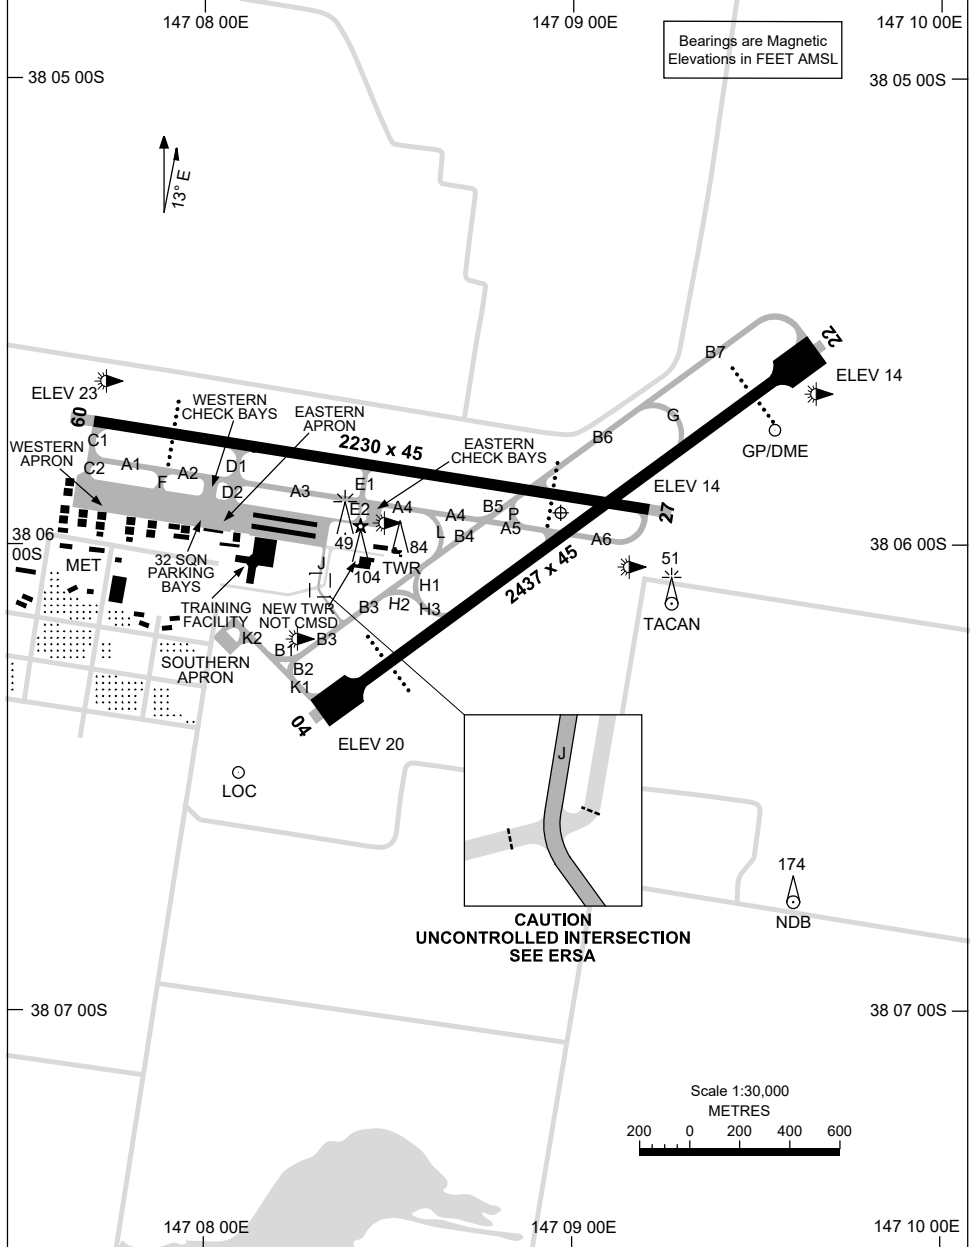 147 08 00E
147 09 00E
147 10 00E
Bearings are Magnetic
Elevations in FEET AMSL
38 05 00S
38 05 00S
13° E
22
B7
ELEV 14
ELEV 23
WESTERN
CHECK BAYS
EASTERN
APRON
09
G
GP/DME
B6
2230 x 45
EASTERN
CHECK BAYS
WESTERN
APRON
C1
C2
A1
F
A2
D1
D2
A3
E1
E2
A4
A4
B5
P
A5
L
B4
ELEV 14
27
A6
38 06
00S
38 06 00S
MET
32 SQN
PARKING
BAYS
49
84
TWR
104
J
2437 x 45
51
TACAN
TRAINING
FACILITY
NEW TWR
NOT CMSD
B3
H2
H1
H3
K2
B1
B3
B2
K1
SOUTHERN
APRON
04
ELEV 20
LOC
J
174
NDB
CAUTION
UNCONTROLLED INTERSECTION
SEE ERSA
38 07 00S
38 07 00S
Scale 1:30,000
METRES
200 0 200 400 600
147 08 00E
147 09 00E
147 10 00E